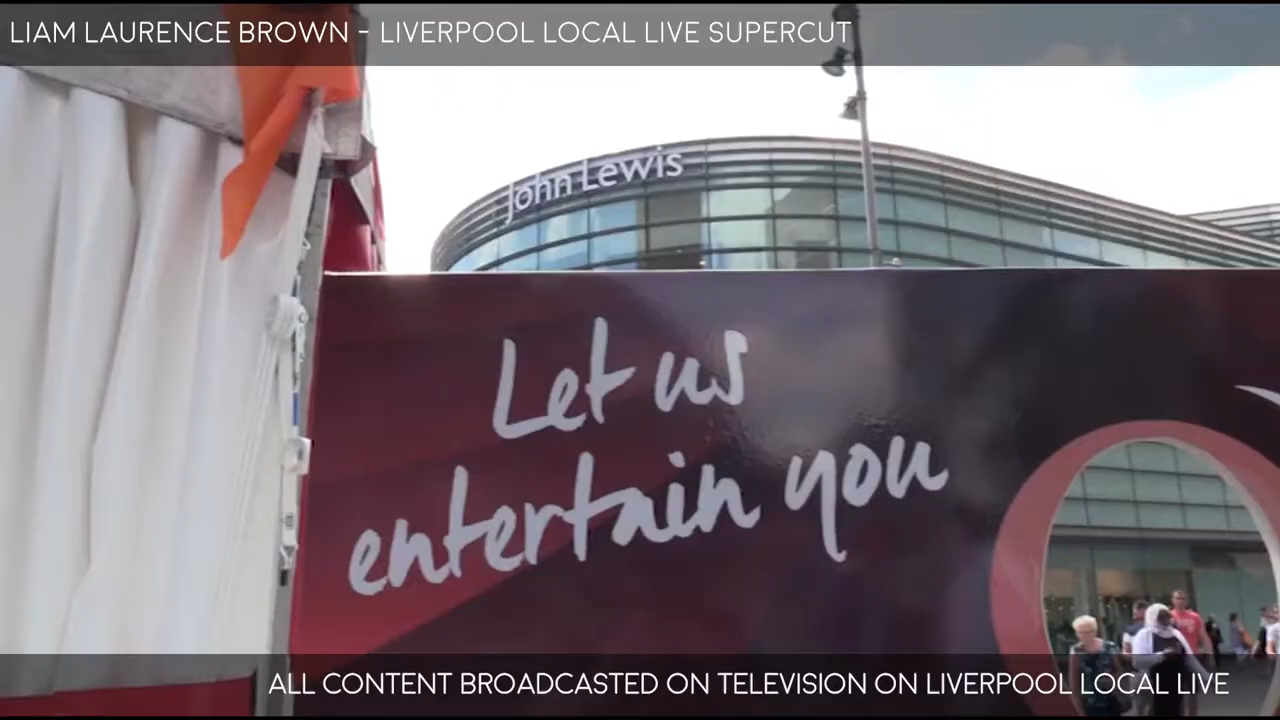 LIAM LAURENCE BROWN - LIVERPOOL LOCAL LIVE SUPERCUT
John Lewis
Let us
entertain you
ALL CONTENT BROADCASTED ON TELEVISION ON LIVERPOOL LOCAL LIVE